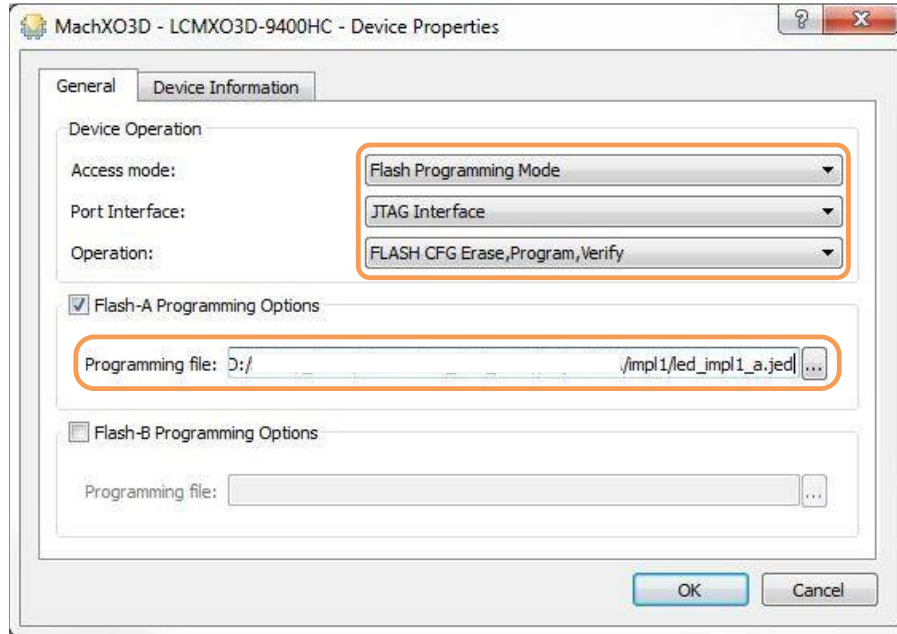 MachXO3D - LCMXO3D-9400HC - Device Properties
General Device Information
Device Operation
Access mode: Flash Programming Mode
Port Interface: JTAG Interface
Operation: FLASH CFG Erase,Program,Verify
Flash-A Programming Options
Programming file: D:/ /impl1/led_impl1_a.jed ...
Flash-B Programming Options
Programming file: ...
OK Cancel